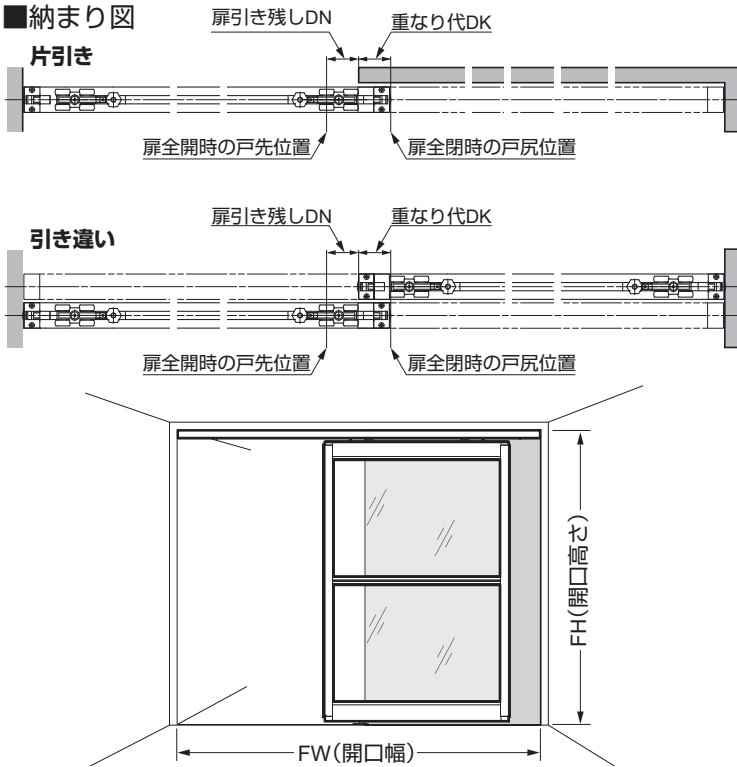 ■納まり図
片引き
扉引き残しDN
重なり代DK
扉全開時の戸先位置
扉全閉時の戸尻位置
引き違い
扉引き残しDN
重なり代DK
扉全開時の戸先位置
扉全閉時の戸尻位置
FH(開口高さ)
FW(開口幅)